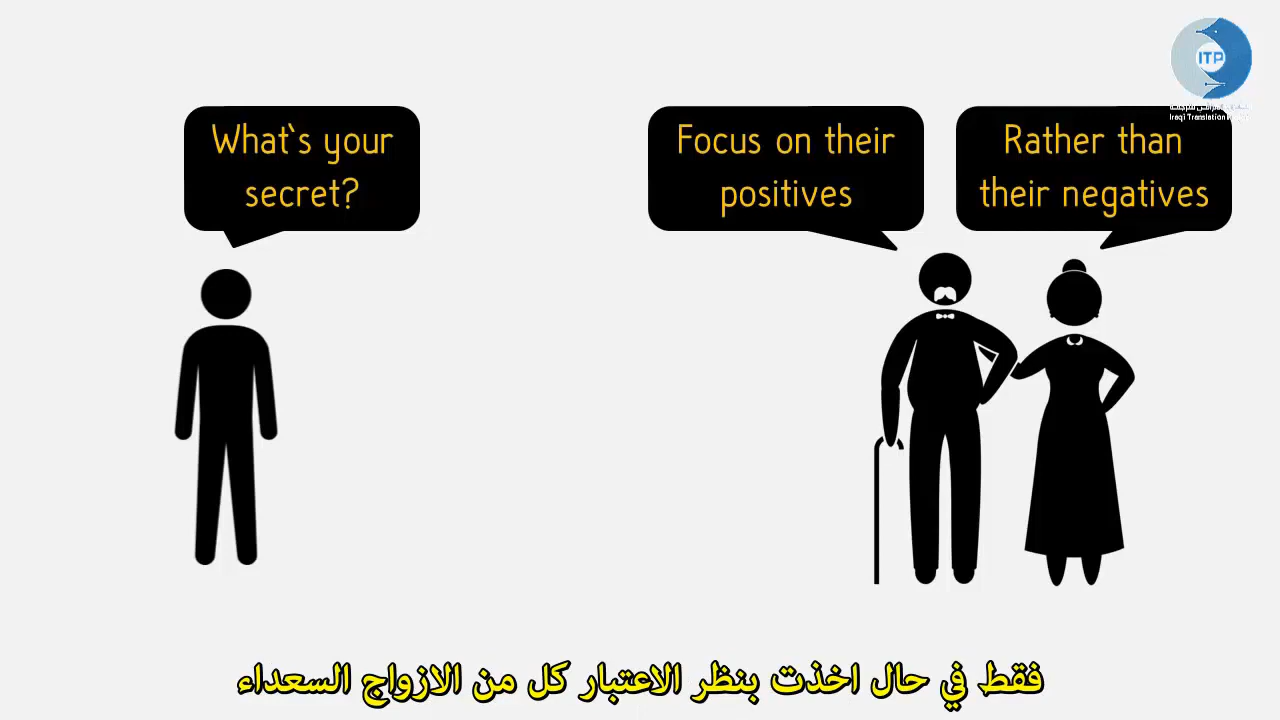 ITP
Iraqi Translation
What's your
secret?
Focus on their
positives
Rather than
their negatives
فقط في حال اخذت بنظر الاعتبار كل من الازواج السعداء